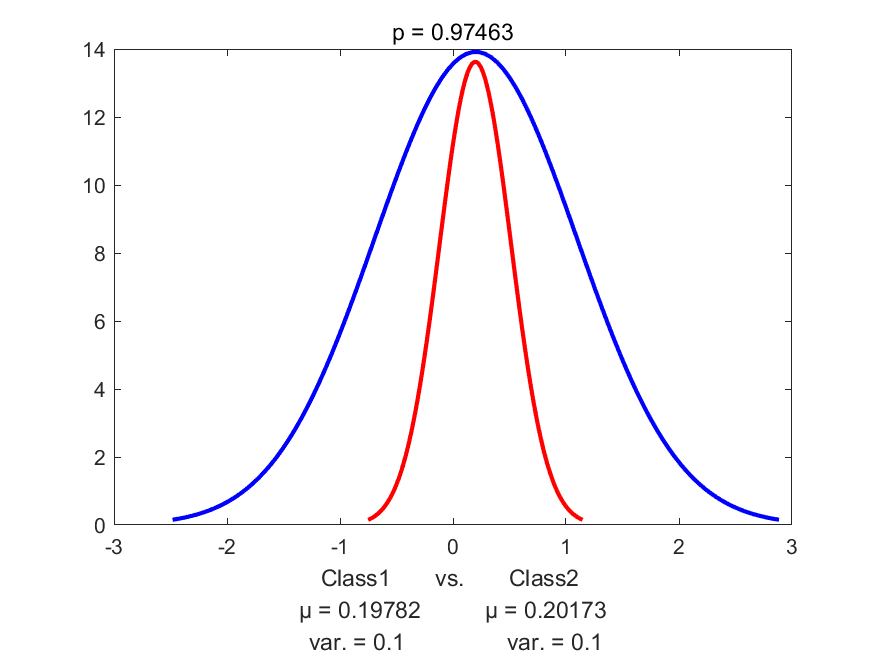 p = 0.97463
14
12
10
8
6
4
2
0
-3 -2 -1 0 1 2 3
Class1 vs. Class2
μ = 0.19782 μ = 0.20173
var. = 0.1 var. = 0.1